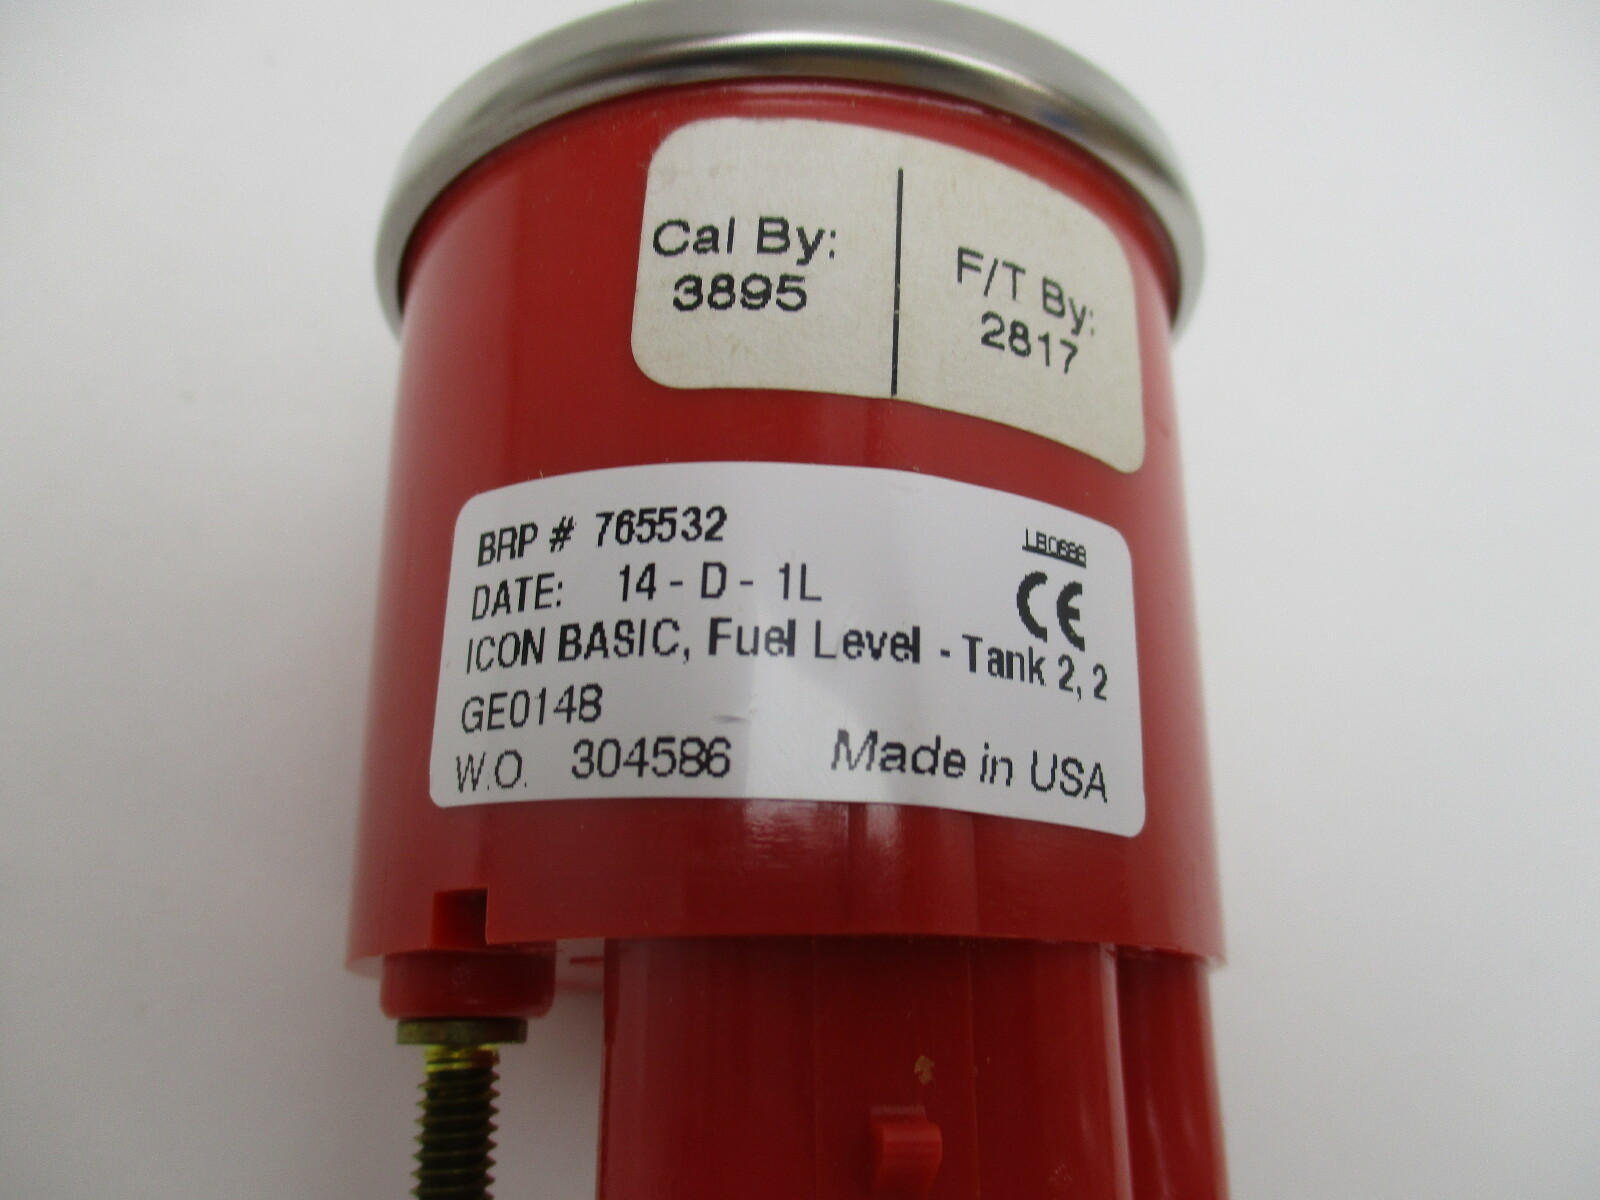 Cal By:
3895
F/T By:
2817
BRP # 765532
DATE: 14 - D - 1L
CE
ICON BASIC, Fuel Level - Tank 2, 2
GE0148
W.O. 304586 Made in USA